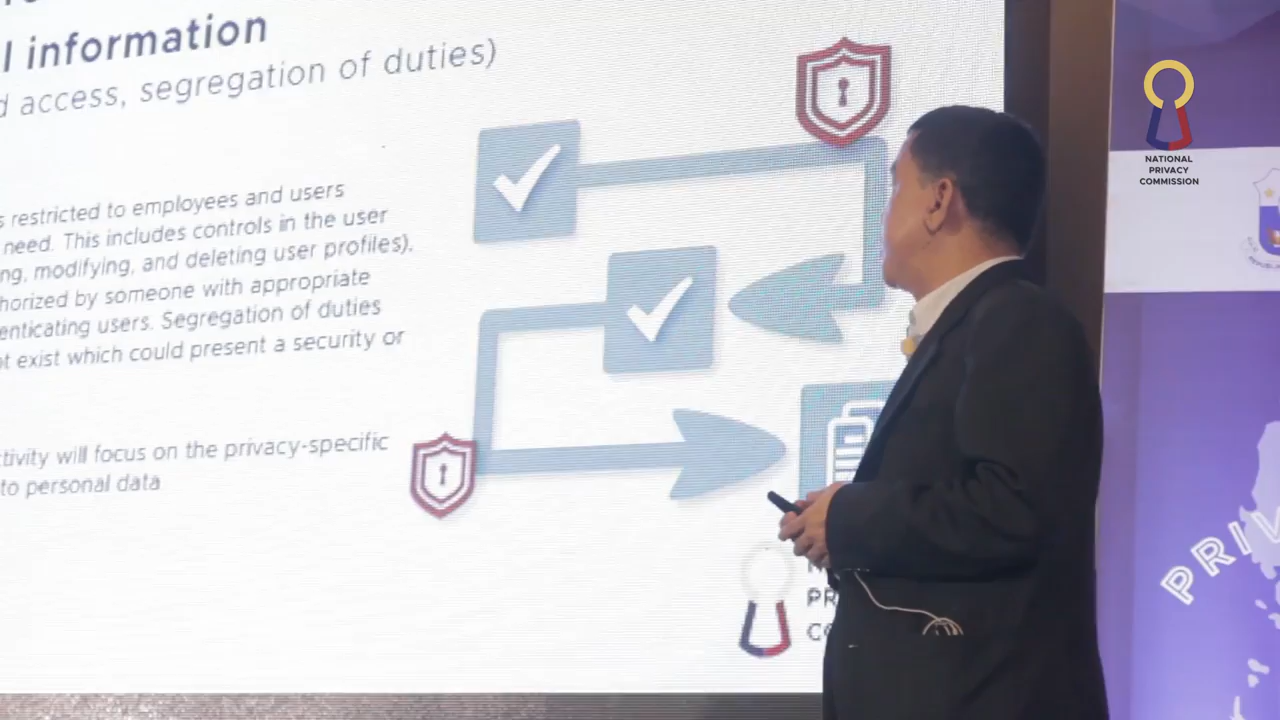 l information
d access, segregation of duties)
s restricted to employees and users
need. This includes controls in the user
ng, modifying, and deleting user profiles).
horized by someone with appropriate
enticating users. Segregation of duties
t exist which could present a security or
tivity will focus on the privacy-specific
to personal data
PR
CO
NATIONAL
PRIVACY
COMMISSION
PRIV